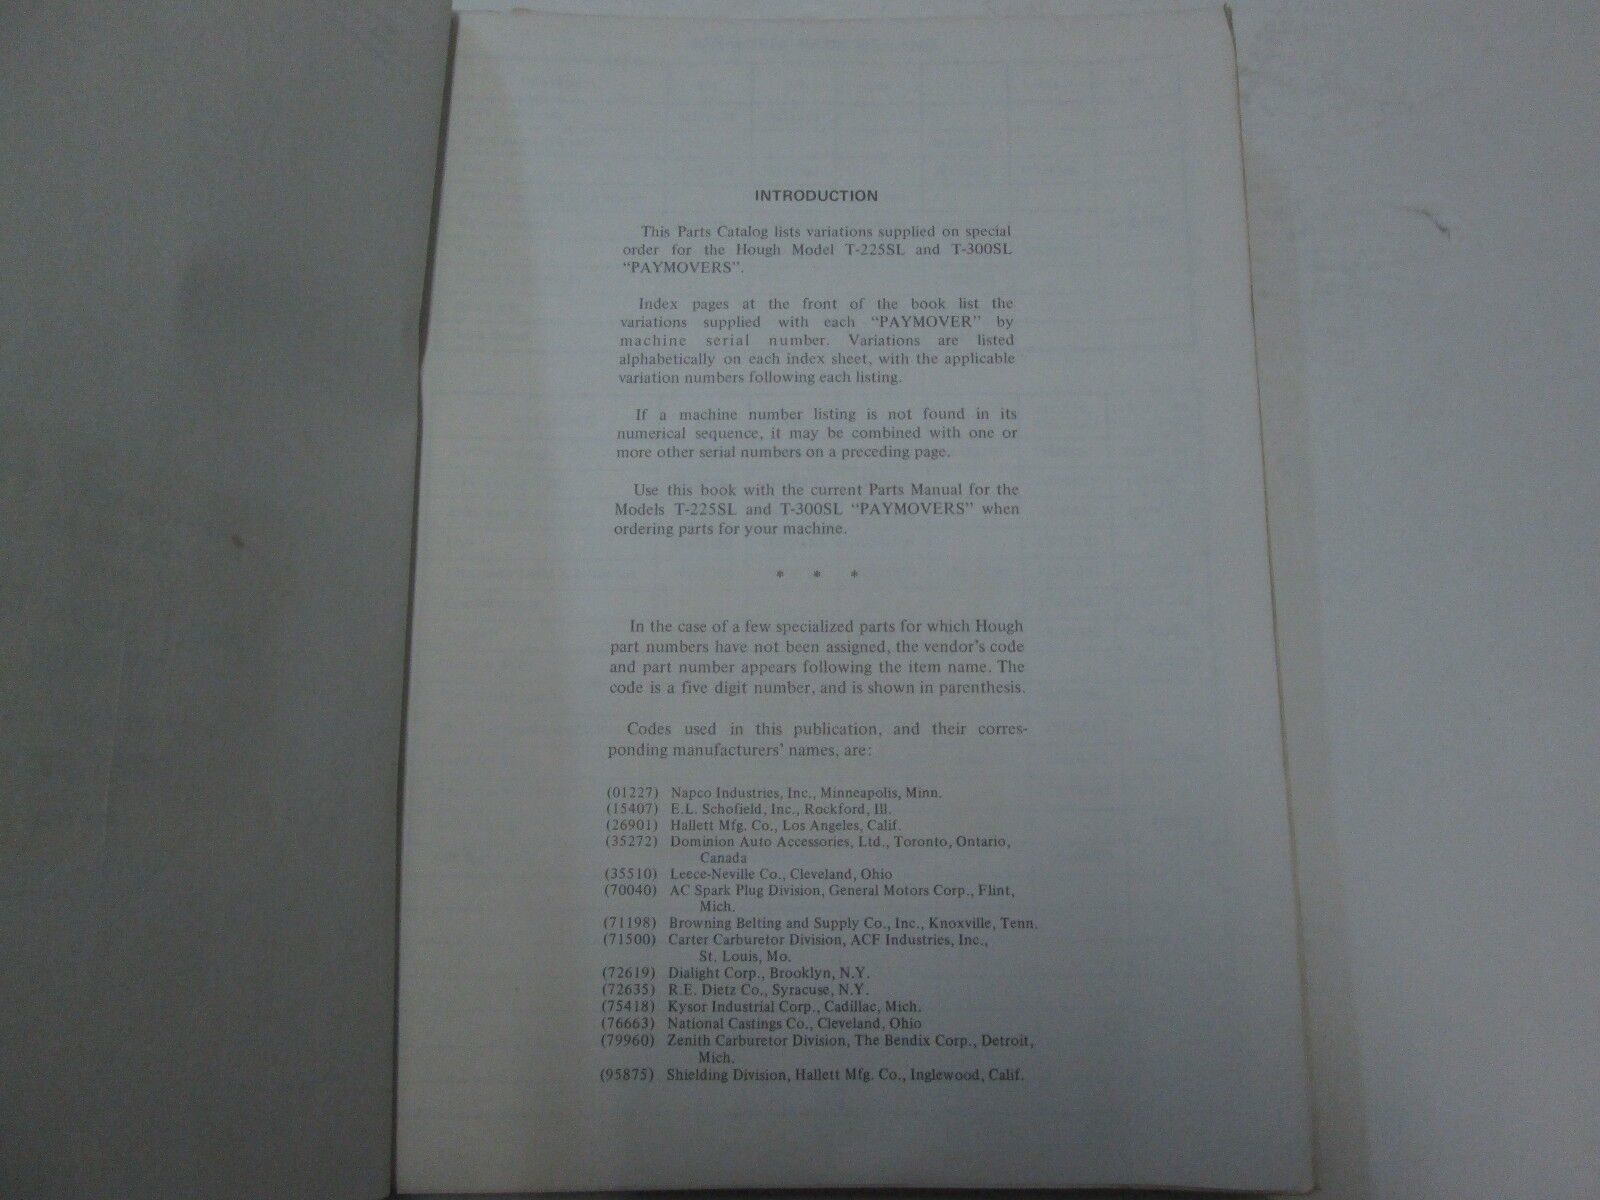 INTRODUCTION
This Parts Catalog lists variations supplied on special
order for the Hough Model T-225SL and T-300SL
“PAYMOVERS”.
Index pages at the front of the book list the
variations supplied with each “PAYMOVER” by
machine serial number. Variations are listed
alphabetically on each index sheet, with the applicable
variation numbers following each listing.
If a machine number listing is not found in its
numerical sequence, it may be combined with one or
more other serial numbers on a preceding page.
Use this book with the current Parts Manual for the
Models T-225SL and T-300SL “PAYMOVERS” when
ordering parts for your machine.
* * *
In the case of a few specialized parts for which Hough
part numbers have not been assigned, the vendor's code
and part number appears following the item name. The
code is a five digit number, and is shown in parenthesis.
Codes used in this publication, and their corres-
ponding manufacturers' names, are:
(01227) Napco Industries, Inc., Minneapolis, Minn.
(15407) E.L. Schofield, Inc., Rockford, Ill.
(26901) Hallett Mfg. Co., Los Angeles, Calif.
(35272) Dominion Auto Accessories, Ltd., Toronto, Ontario,
Canada
(35510) Leece-Neville Co., Cleveland, Ohio
(70040) AC Spark Plug Division, General Motors Corp., Flint,
Mich.
(71198) Browning Belting and Supply Co., Inc., Knoxville, Tenn.
(71500) Carter Carburetor Division, ACF Industries, Inc.,
St. Louis, Mo.
(72619) Dialight Corp., Brooklyn, N.Y.
(72635) R.E. Dietz Co., Syracuse, N.Y.
(75418) Kysor Industrial Corp., Cadillac, Mich.
(76663) National Castings Co., Cleveland, Ohio
(79960) Zenith Carburetor Division, The Bendix Corp., Detroit,
Mich.
(95875) Shielding Division, Hallett Mfg. Co., Inglewood, Calif.